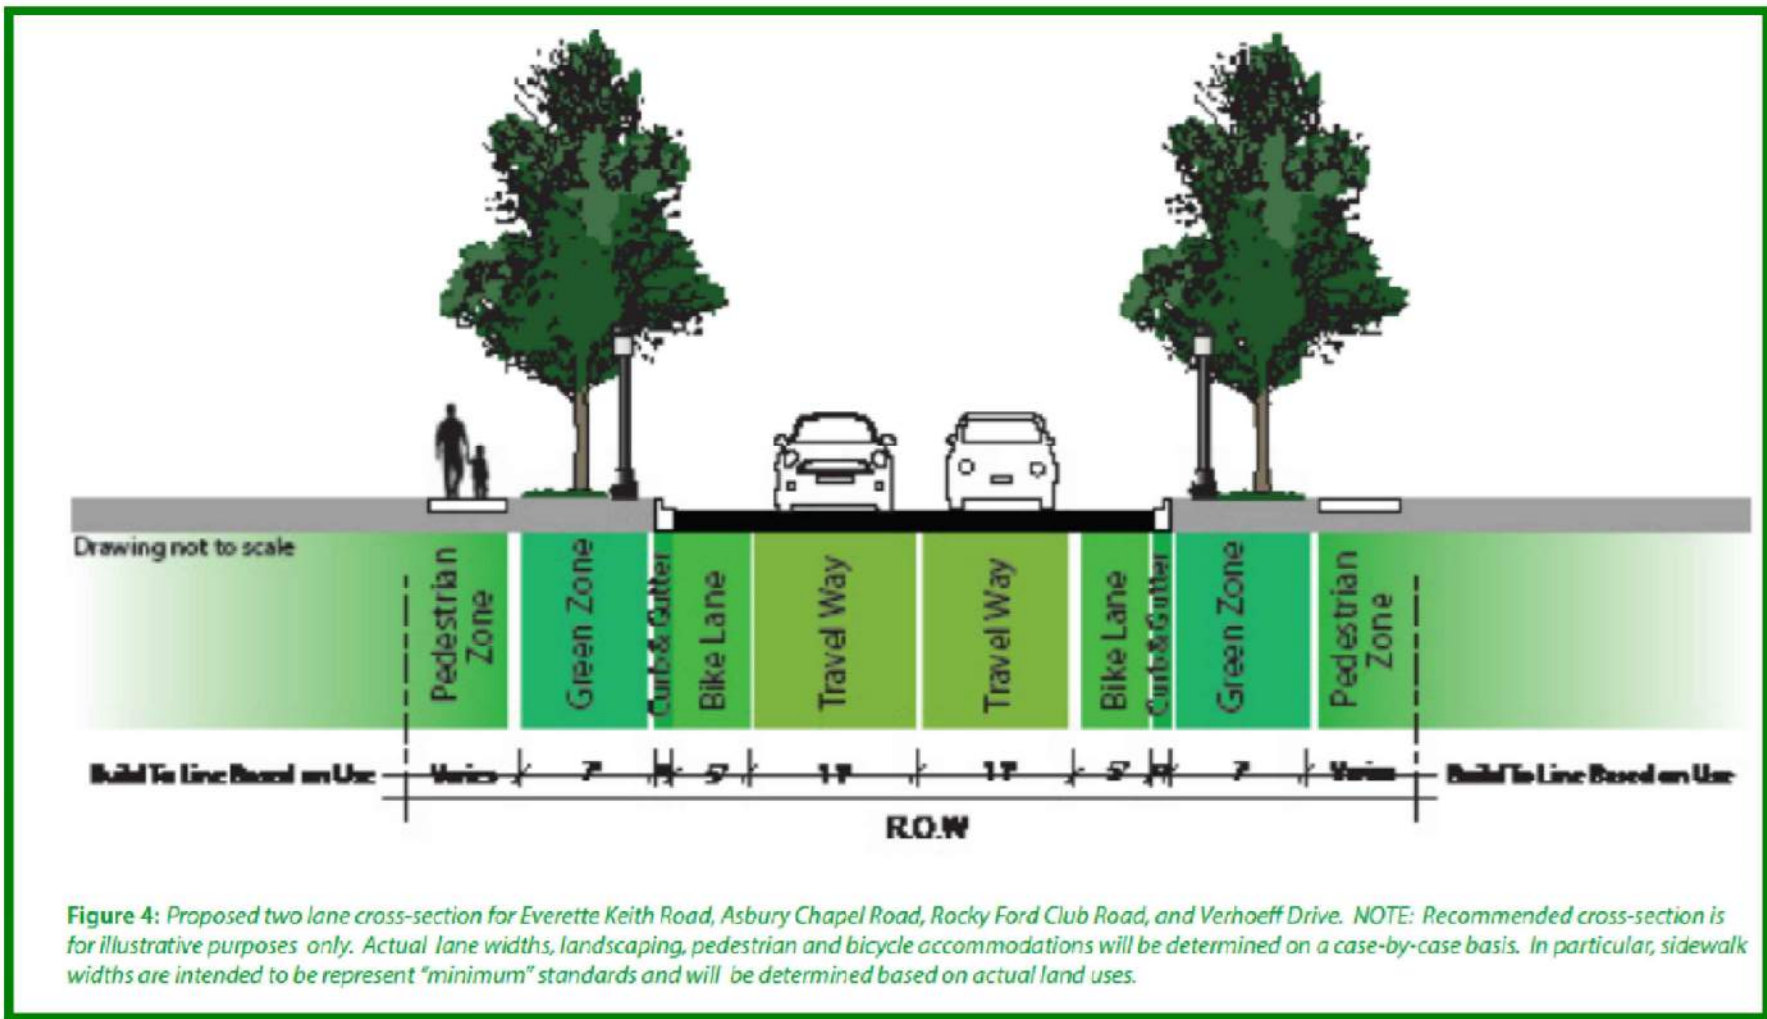 Drawing not to scale
Pedestrian
Zone
Green Zone
Curb & Gutter
Bike Lane
Travel Way
Travel Way
Bike Lane
Curb & Gutter
Green Zone
Pedestrian
Zone
Build To Line Based on Use Varies 7' 5' 11' 11' 5' 7' Varies Build To Line Based on Use
R.O.W
Figure 4: Proposed two lane cross-section for Everette Keith Road, Asbury Chapel Road, Rocky Ford Club Road, and Verhoeff Drive. NOTE: Recommended cross-section is
for illustrative purposes only. Actual lane widths, landscaping, pedestrian and bicycle accommodations will be determined on a case-by-case basis. In particular, sidewalk
widths are intended to be represent “minimum” standards and will be determined based on actual land uses.